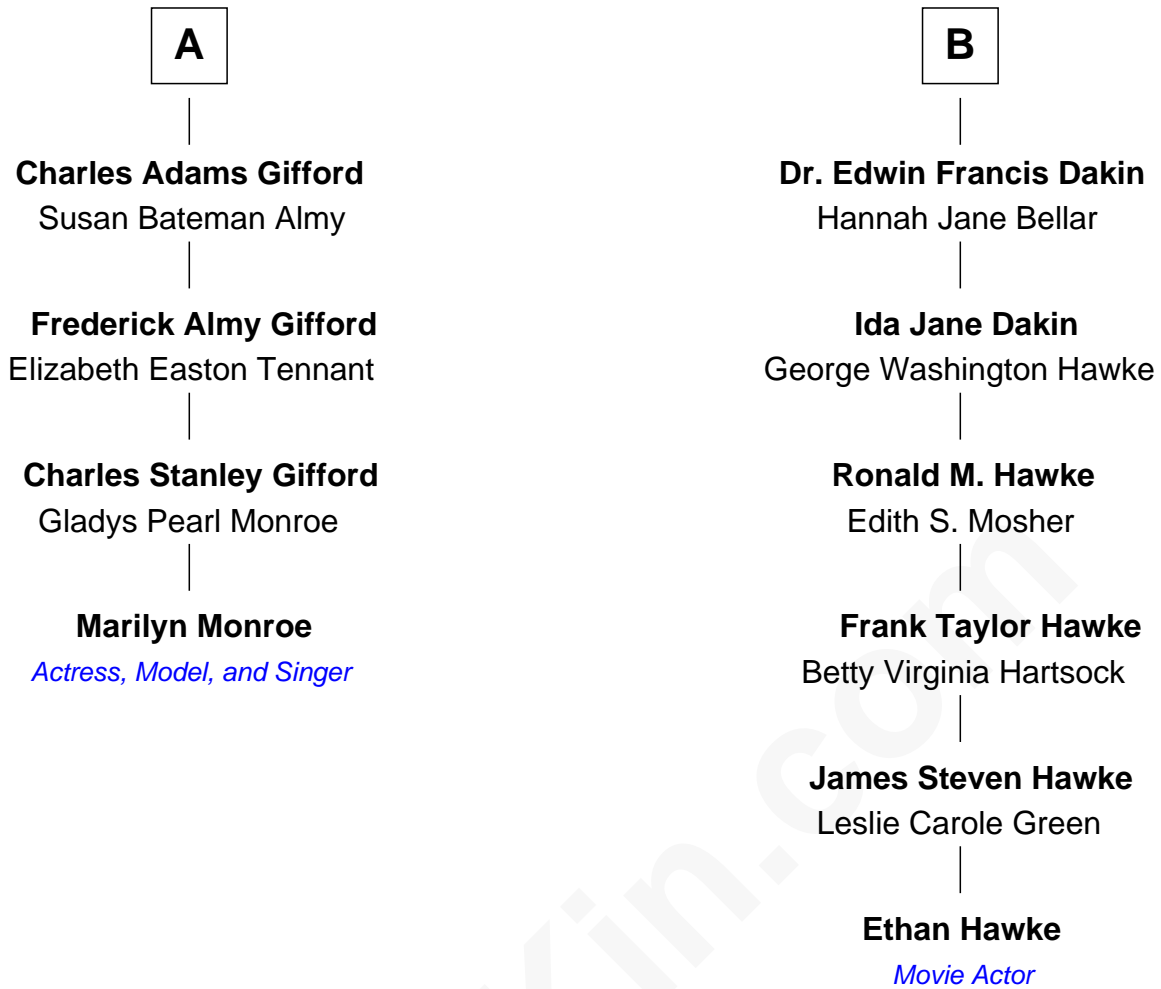 A
Charles Adams Gifford
Susan Bateman Almy
Frederick Almy Gifford
Elizabeth Easton Tennant
Charles Stanley Gifford
Gladys Pearl Monroe
Marilyn Monroe
Actress, Model, and Singer
B
Dr. Edwin Francis Dakin
Hannah Jane Bellar
Ida Jane Dakin
George Washington Hawke
Ronald M. Hawke
Edith S. Mosher
Frank Taylor Hawke
Betty Virginia Hartsock
James Steven Hawke
Leslie Carole Green
Ethan Hawke
Movie Actor
Kin.com